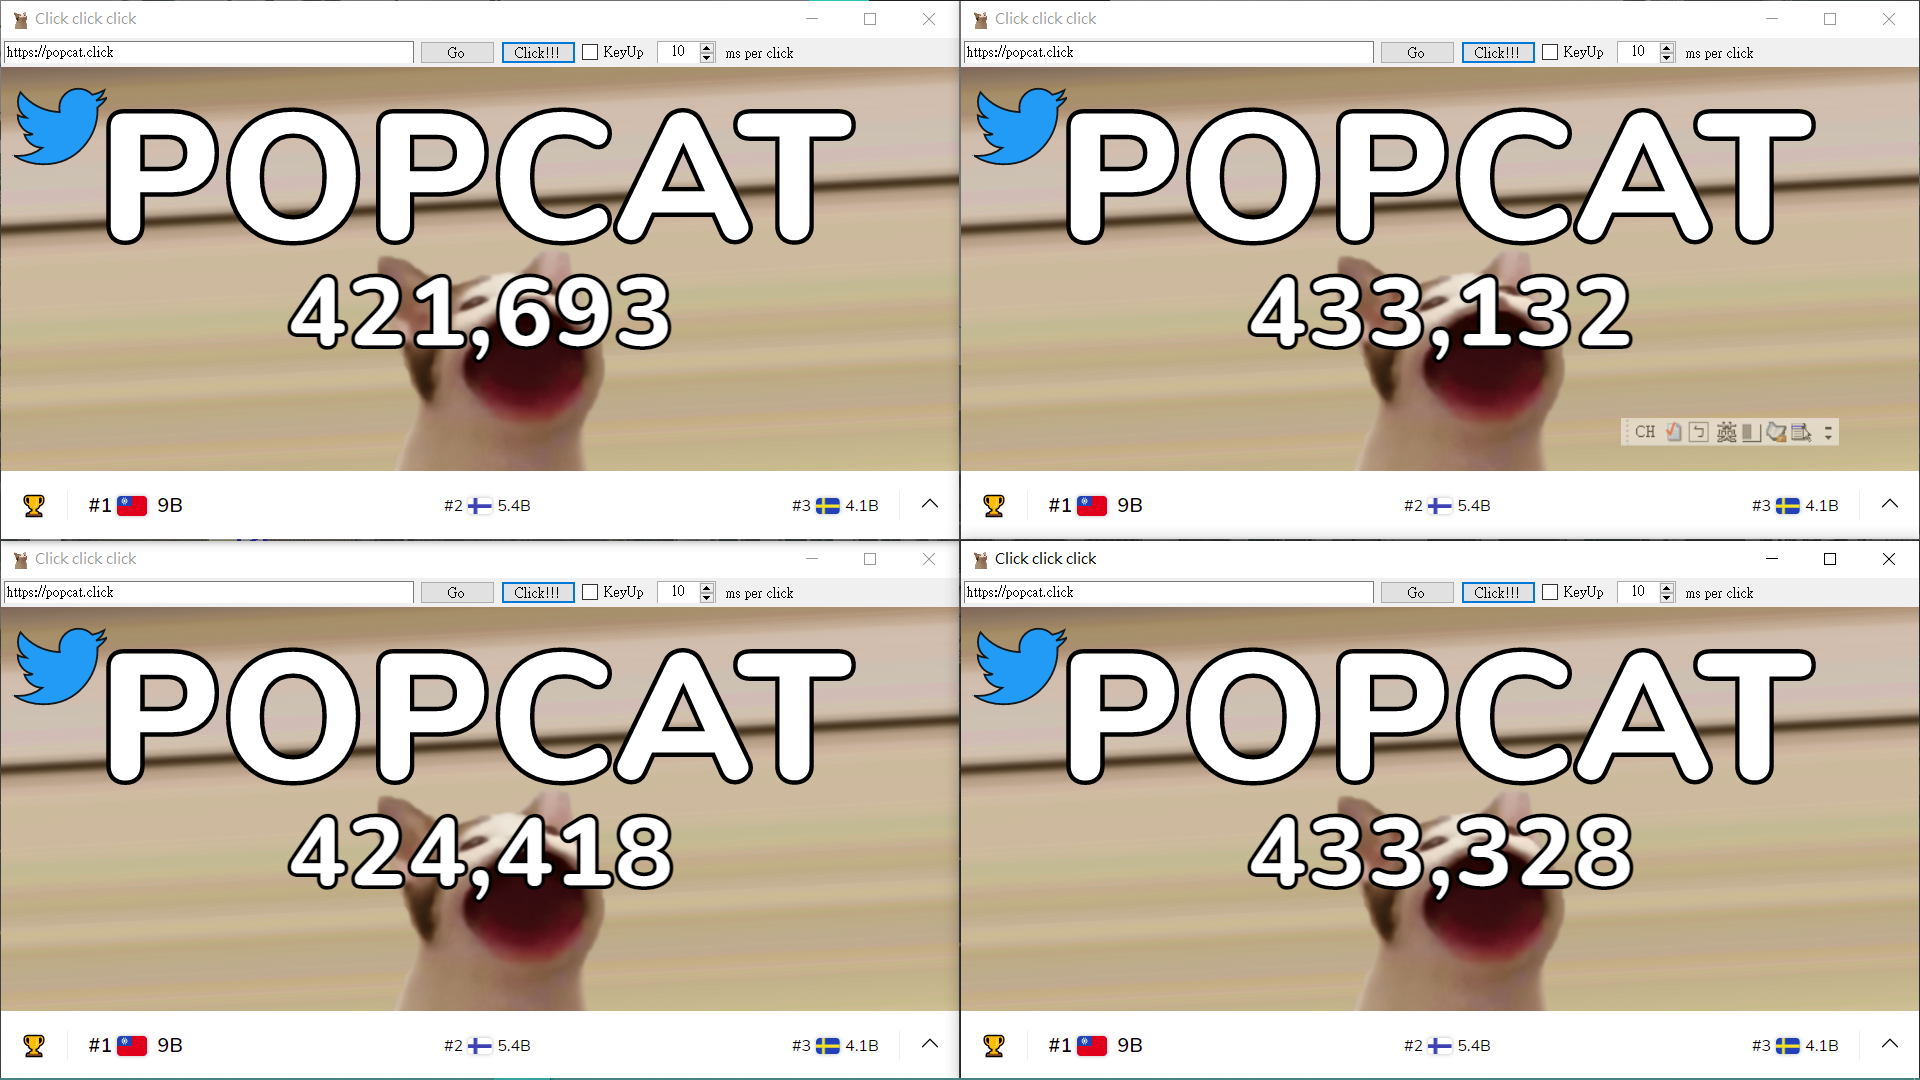 Click click click
https://popcat.click Go Click!!! KeyUp 10 ms per click
POPCAT
421,693
#1 9B #2 5.4B #3 4.1B
Click click click
https://popcat.click Go Click!!! KeyUp 10 ms per click
POPCAT
433,132
CH ㄅ 英
#1 9B #2 5.4B #3 4.1B
Click click click
https://popcat.click Go Click!!! KeyUp 10 ms per click
POPCAT
424,418
#1 9B #2 5.4B #3 4.1B
Click click click
https://popcat.click Go Click!!! KeyUp 10 ms per click
POPCAT
433,328
#1 9B #2 5.4B #3 4.1B